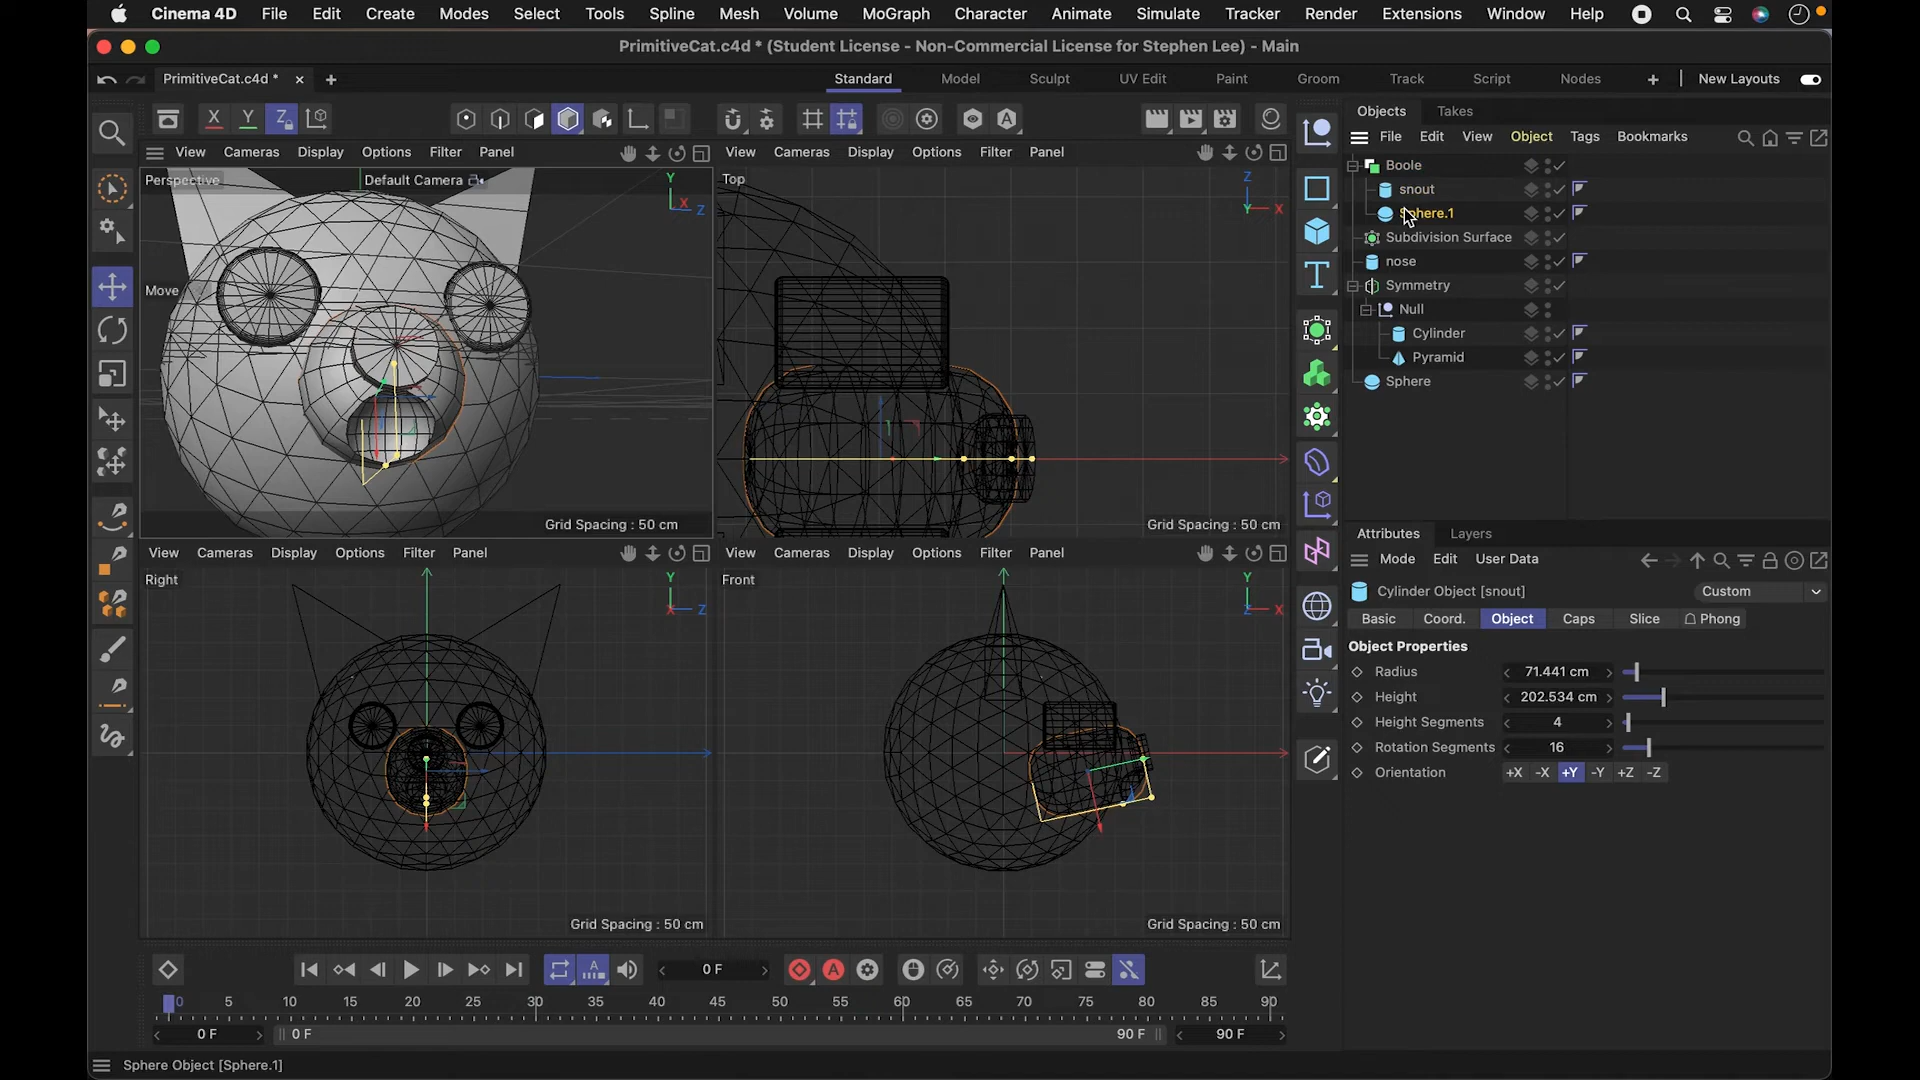 Cinema 4D File Edit Create Modes Select Tools Spline Mesh Volume MoGraph Character Animate Simulate Tracker Render Extensions Window Help
PrimitiveCat.c4d * (Student License - Non-Commercial License for Stephen Lee) - Main
PrimitiveCat.c4d * Standard Model Sculpt UV Edit Paint Groom Track Script Nodes New Layouts
X Y Z
Objects Takes
File Edit View Object Tags Bookmarks
View Cameras Display Options Filter Panel
View Cameras Display Options Filter Panel
Perspective Default Camera
Y X Z
Top
Z Y X
Move
Boole
snout
Sphere.1
Subdivision Surface
nose
Symmetry
Null
Cylinder
Pyramid
Sphere
Grid Spacing : 50 cm
Grid Spacing : 50 cm
View Cameras Display Options Filter Panel
View Cameras Display Options Filter Panel
Right
Y X Z
Front
Y Z X
Grid Spacing : 50 cm
Grid Spacing : 50 cm
Attributes Layers
Mode Edit User Data
Cylinder Object [snout] Custom
Basic Coord. Object Caps Slice Phong
Object Properties
Radius 71.441 cm
Height 202.534 cm
Height Segments 4
Rotation Segments 16
Orientation +X -X +Y -Y +Z -Z
0 F
0 5 10 15 20 25 30 35 40 45 50 55 60 65 70 75 80 85 90
0 F 0 F 90 F 90 F
Sphere Object [Sphere.1]